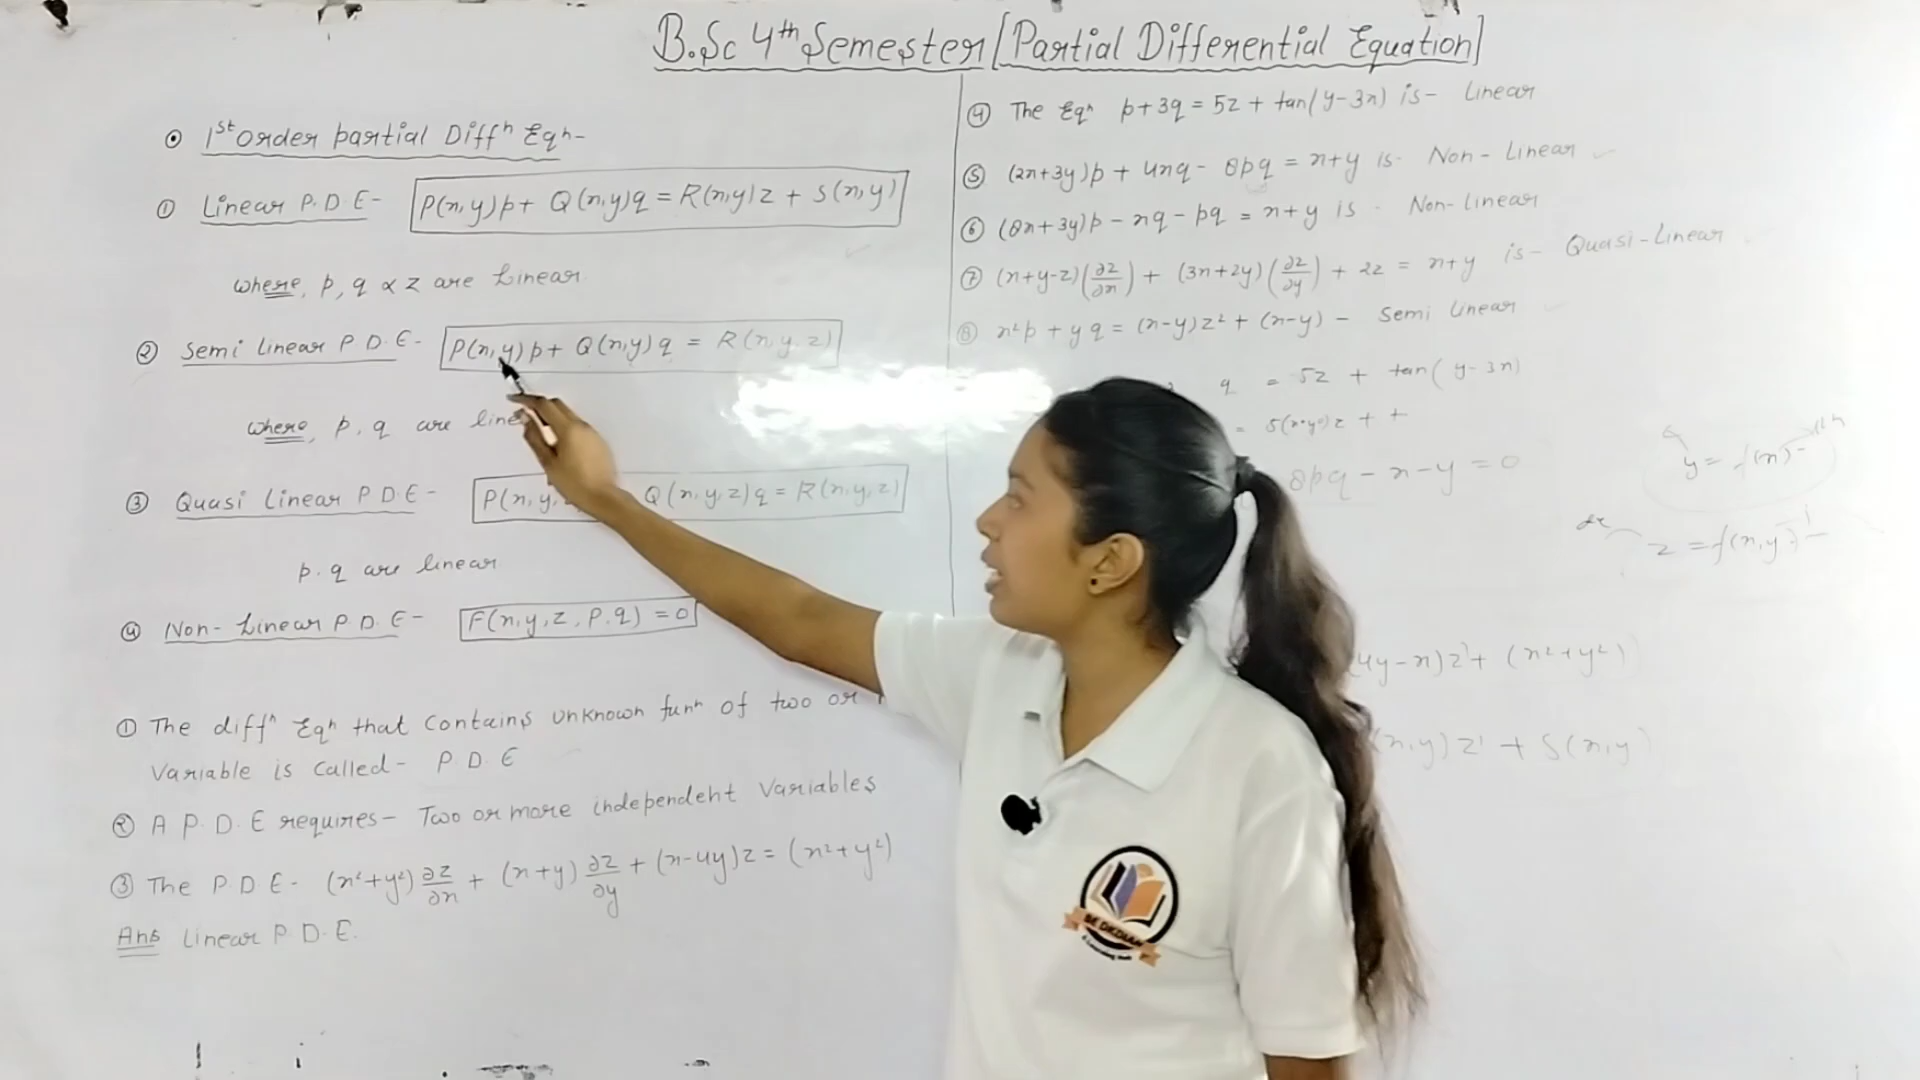 B.Sc 4th Semester [Partial Differential Equation]
1st order partial Diffn Eqn-
① Linear P.D.E- P(x,y)p + Q(x,y)q = R(x,y)z + S(x,y)
where, p, q & z are Linear
② Semi Linear P.D.E- P(x,y)p + Q(x,y)q = R(x,y,z)
where, p, q are
③ Quasi Linear P.D.E- P(x,y, Q(x,y,z)q = R(x,y,z)
p.q are linear
④ Non-Linear P.D.E- F(x,y,z,p,q) = 0
① The diffn Eqn that contains unknown funn of two or
Variable is called- P.D.E
② A P.D.E requires- Two or more independent Variables
③ The P.D.E- (x²+y²) ∂z/∂x + (x+y) ∂z/∂y + (x-4y)z = (x²+y²)
Ans Linear P.D.E.
④ The Eqn p+3q = 5z + tan(y-3x) is- Linear
⑤ (2x+3y)p + 4xq - 8pq = x+y is- Non-Linear
⑥ (8x+3y)p - xq - pq = x+y is - Non-linear
⑦ (x+y-z)(∂z/∂x) + (3x+2y)(∂z/∂y) + 2z = x+y is- Quasi-Linear
⑧ x²p + yq = (x-y)z² + (x-y) - Semi Linear
q = 5z + tan(y-3x)
8pq - x - y = 0
y = f(x)
z = f(x,y)
4y-x)z' + (x²+y²)
(x,y)z' + S(x,y)
BE DKDIAN